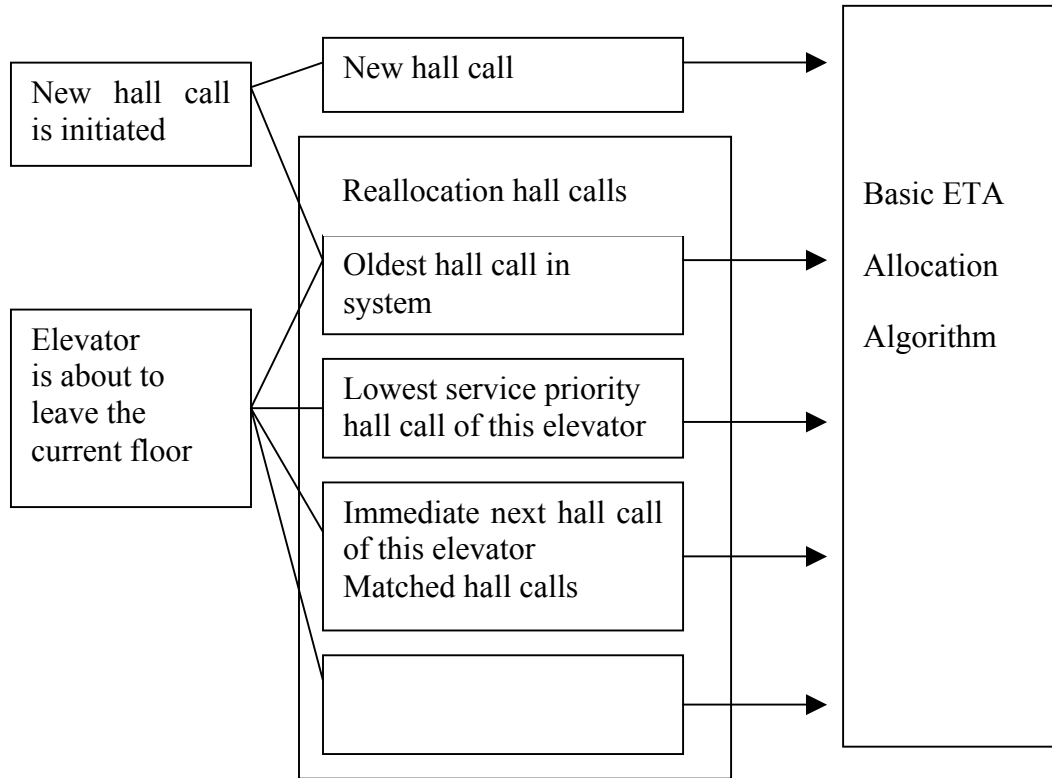 New hall call
is initiated
Elevator
is about to
leave the
current floor
New hall call
Reallocation hall calls
Oldest hall call in
system
Lowest service priority
hall call of this elevator
Immediate next hall call
of this elevator
Matched hall calls
Basic ETA
Allocation
Algorithm